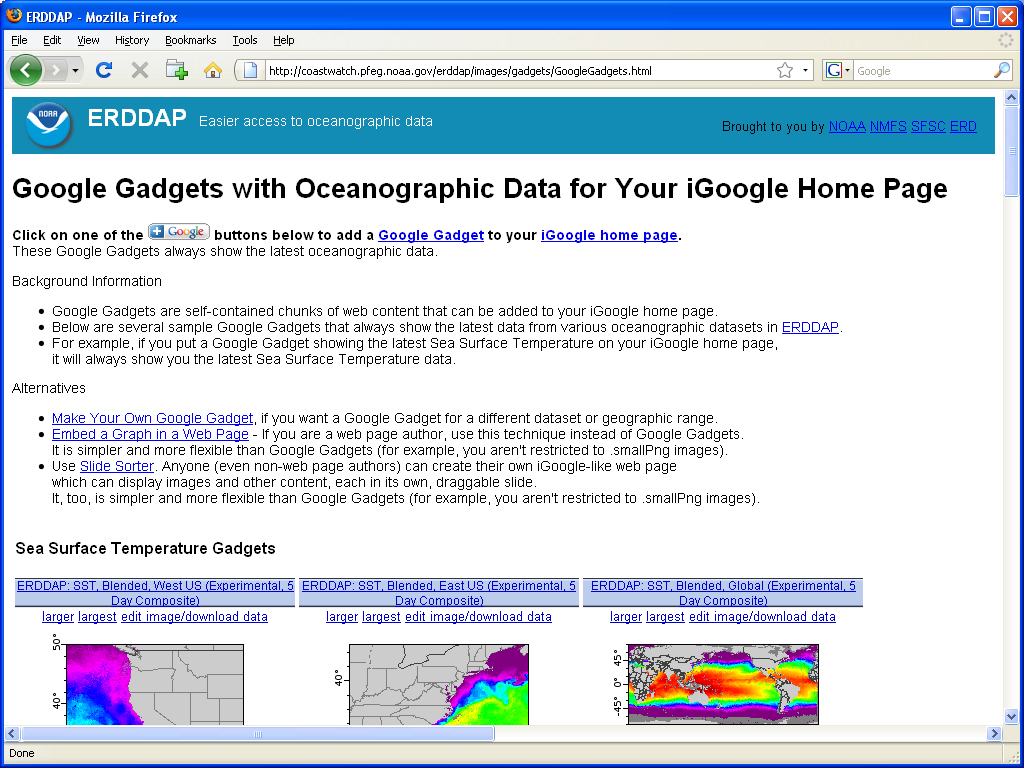 ERDDAP - Mozilla Firefox
File Edit View History Bookmarks Tools Help
http://coastwatch.pfeg.noaa.gov/erddap/images/gadgets/GoogleGadgets.html
G Google
NOAA
ERDDAP Easier access to oceanographic data
Brought to you by NOAA NMFS SFSC ERD
Google Gadgets with Oceanographic Data for Your iGoogle Home Page
Click on one of the + Google buttons below to add a Google Gadget to your iGoogle home page.
These Google Gadgets always show the latest oceanographic data.
Background Information
• Google Gadgets are self-contained chunks of web content that can be added to your iGoogle home page.
• Below are several sample Google Gadgets that always show the latest data from various oceanographic datasets in ERDDAP.
• For example, if you put a Google Gadget showing the latest Sea Surface Temperature on your iGoogle home page,
it will always show you the latest Sea Surface Temperature data.
Alternatives
• Make Your Own Google Gadget, if you want a Google Gadget for a different dataset or geographic range.
• Embed a Graph in a Web Page - If you are a web page author, use this technique instead of Google Gadgets.
It is simpler and more flexible than Google Gadgets (for example, you aren't restricted to .smallPng images).
• Use Slide Sorter. Anyone (even non-web page authors) can create their own iGoogle-like web page
which can display images and other content, each in its own, draggable slide.
It, too, is simpler and more flexible than Google Gadgets (for example, you aren't restricted to .smallPng images).
Sea Surface Temperature Gadgets
ERDDAP: SST, Blended, West US (Experimental, 5
Day Composite)
larger largest edit image/download data
50°
40°
ERDDAP: SST, Blended, East US (Experimental, 5
Day Composite)
larger largest edit image/download data
40°
ERDDAP: SST, Blended, Global (Experimental, 5
Day Composite)
larger largest edit image/download data
45°
0°
-45°
Done